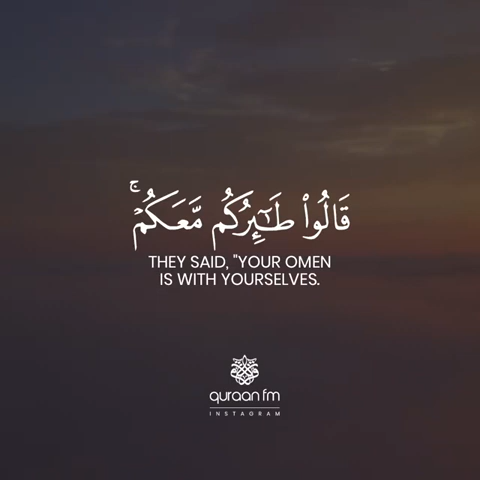 قَالُوا۟ طَـٰٓئِرُكُم مَّعَكُمْ ۚ
THEY SAID, "YOUR OMEN
IS WITH YOURSELVES.
quraan fm
INSTAGRAM